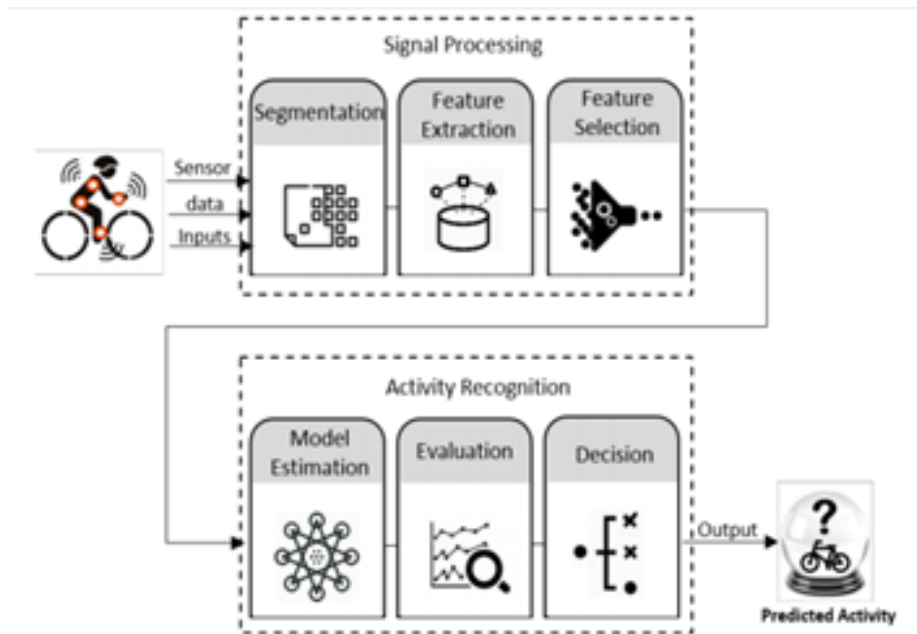 Signal Processing
Segmentation
Feature
Extraction
Feature
Selection
Sensor
data
Inputs
Activity Recognition
Model
Estimation
Evaluation
Decision
Output
?
Predicted Activity